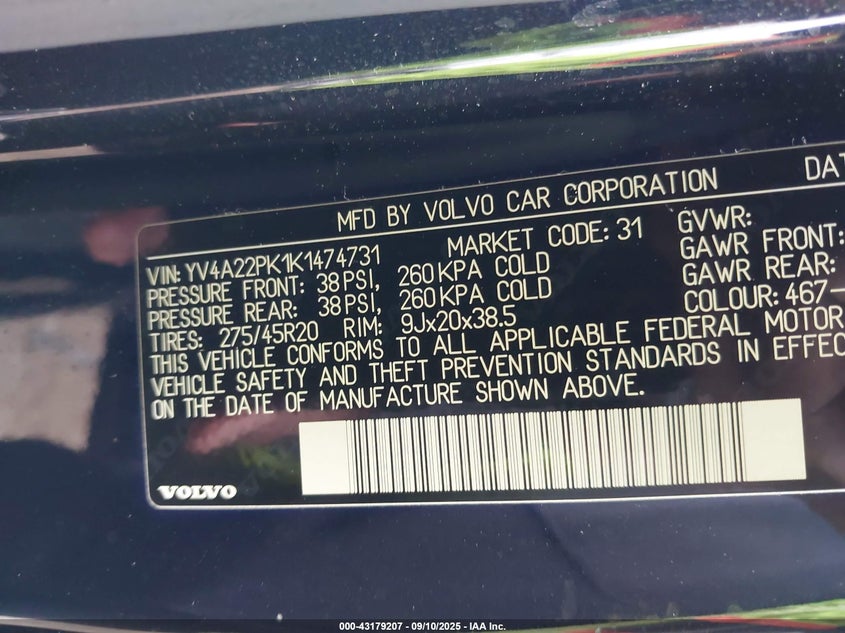 MFD BY VOLVO CAR CORPORATION DAT
VIN: YV4A22PK1K1474731 MARKET CODE: 31 GVWR:
PRESSURE FRONT: 38 PSI, 260 KPA COLD GAWR FRONT:
PRESSURE REAR: 38 PSI, 260 KPA COLD GAWR REAR:
TIRES: 275/45R20 RIM: 9Jx20x38.5 COLOUR: 467-
THIS VEHICLE CONFORMS TO ALL APPLICABLE FEDERAL MOTOR
VEHICLE SAFETY AND THEFT PREVENTION STANDARDS IN EFFEC
ON THE DATE OF MANUFACTURE SHOWN ABOVE.
VOLVO
000-43179207 - 09/10/2025 - IAA Inc.